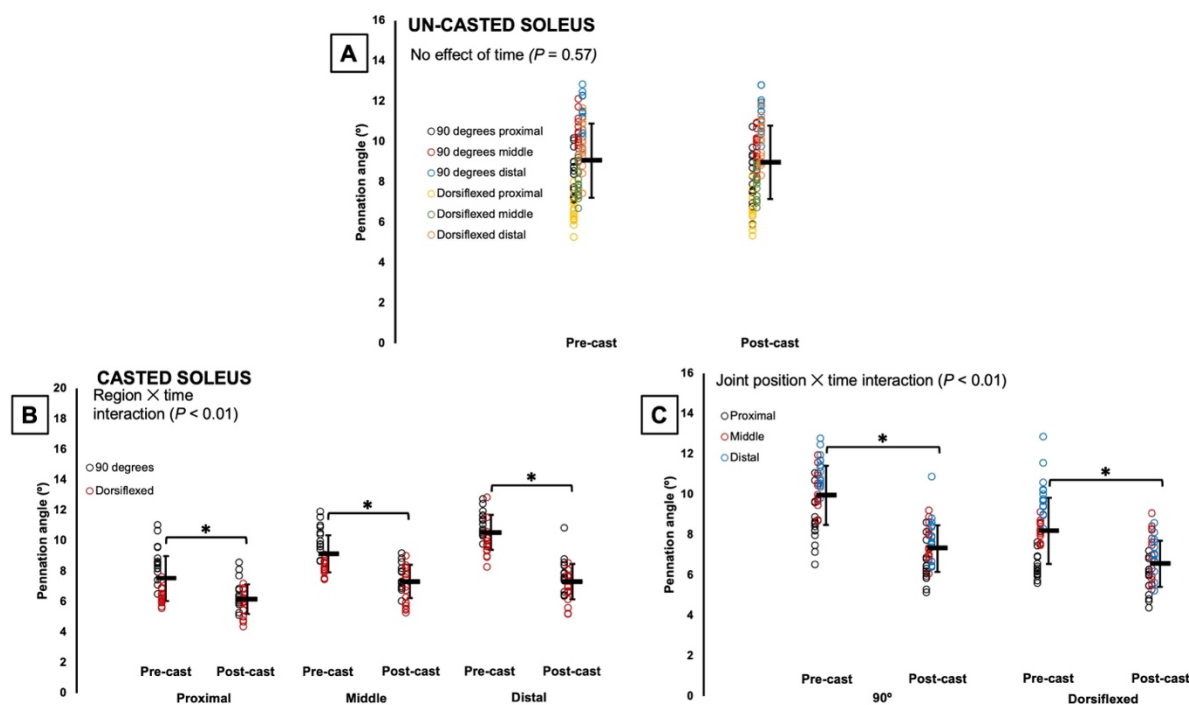 UN-CASTED SOLEUS
A
No effect of time (P = 0.57)
90 degrees proximal
90 degrees middle
90 degrees distal
Dorsiflexed proximal
Dorsiflexed middle
Dorsiflexed distal
Pennation angle (º)
16
14
12
10
8
6
4
2
0
Pre-cast Post-cast
CASTED SOLEUS
B
Region × time
interaction (P < 0.01)
90 degrees
Dorsiflexed
Pennation angle (º)
20
18
16
14
12
10
8
6
4
2
0
* * *
Pre-cast Post-cast Pre-cast Post-cast Pre-cast Post-cast
Proximal Middle Distal
Joint position × time interaction (P < 0.01)
C
Proximal
Middle
Distal
Pennation angle (º)
16
14
12
10
8
6
4
2
0
* *
Pre-cast Post-cast Pre-cast Post-cast
90º Dorsiflexed